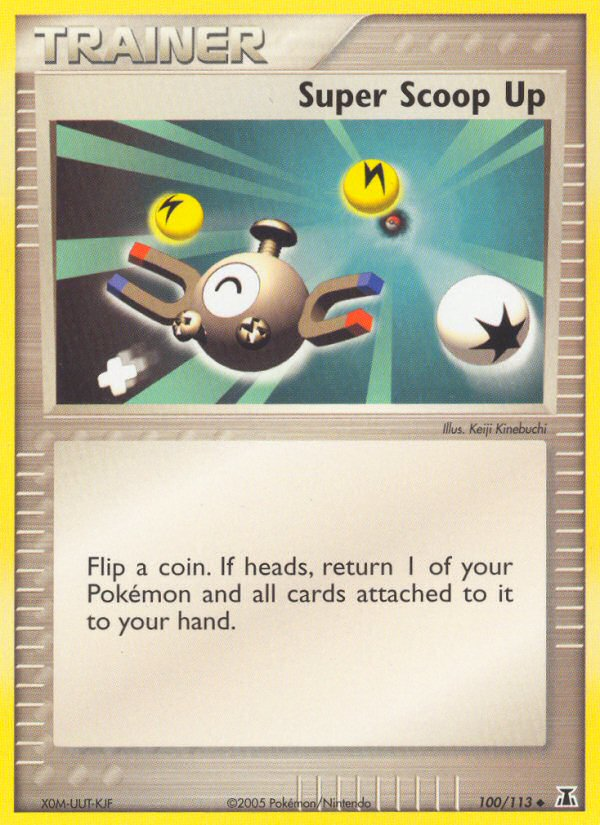 TRAINER
Super Scoop Up
Illus. Keiji Kinebuchi
Flip a coin. If heads, return 1 of your
Pokémon and all cards attached to it
to your hand.
X0M-UUT-KJF
©2005 Pokémon/Nintendo
100/113